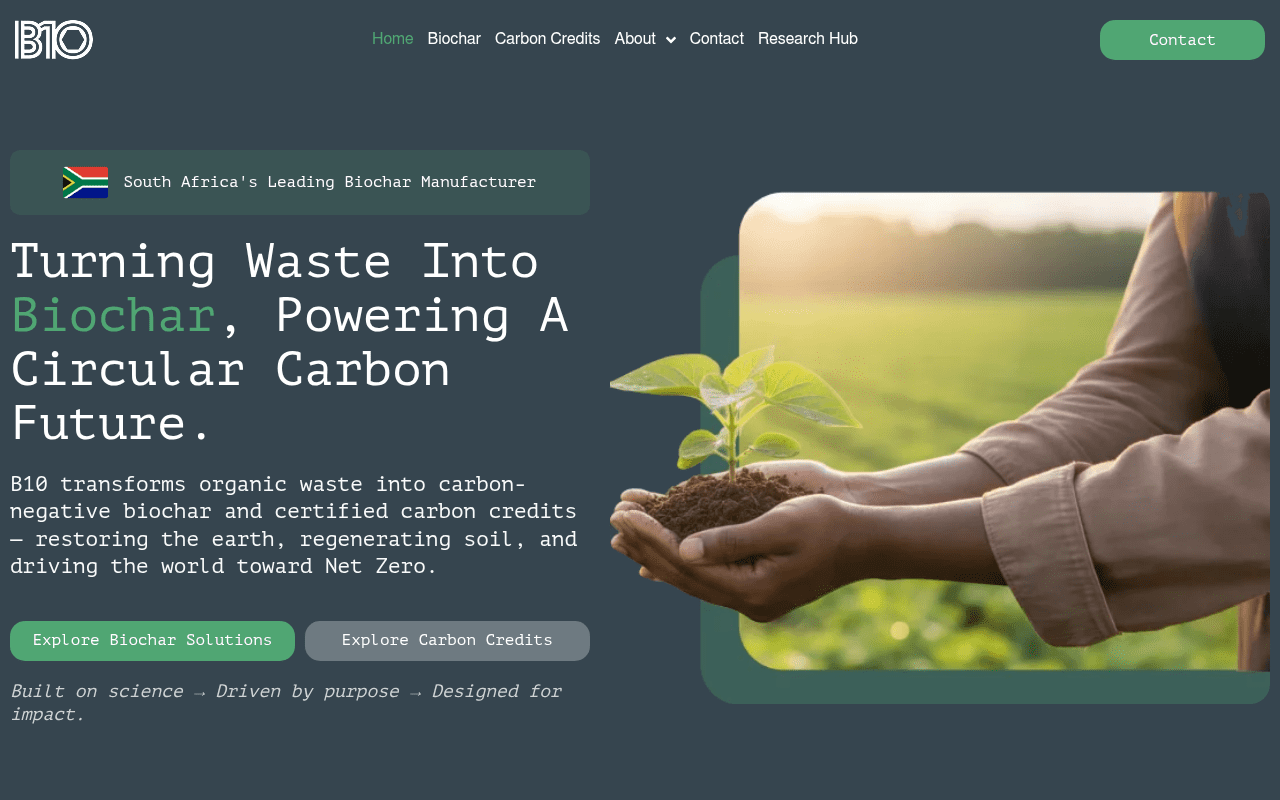 B10
Home
Biochar
Carbon Credits
About
Contact
Research Hub
Contact
South Africa's Leading Biochar Manufacturer
Turning Waste Into
Biochar, Powering A
Circular Carbon
Future.
B10 transforms organic waste into carbon-
negative biochar and certified carbon credits
— restoring the earth, regenerating soil, and
driving the world toward Net Zero.
Explore Biochar Solutions
Explore Carbon Credits
Built on science → Driven by purpose → Designed for
impact.